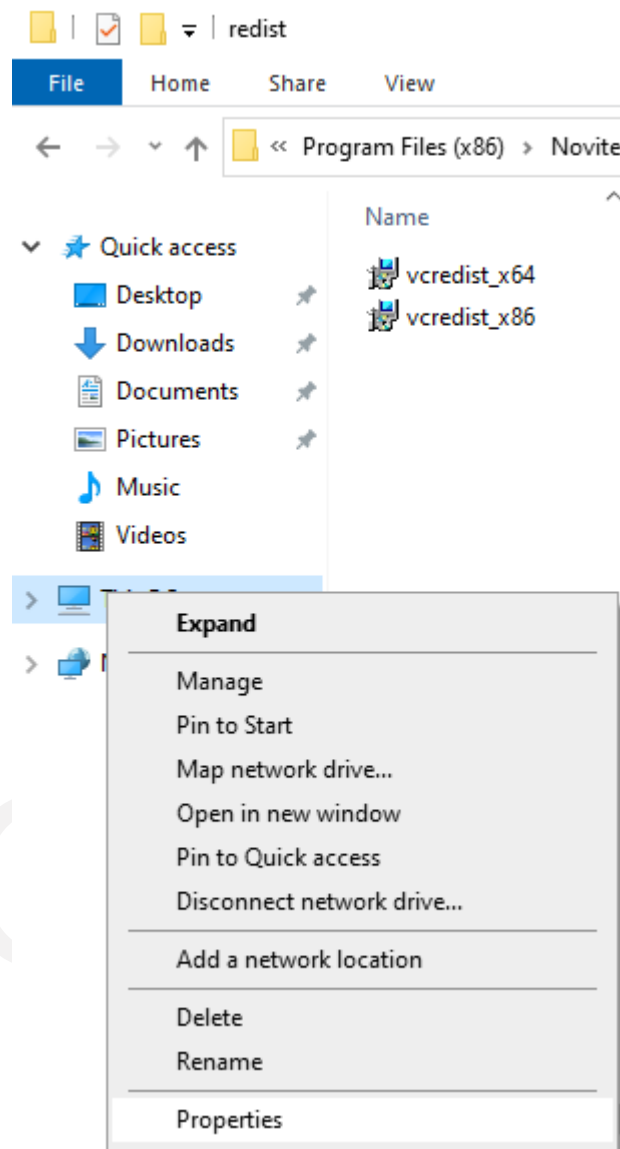 redist
File Home Share View
« Program Files (x86) > Novite
Name
Quick access
Desktop
Downloads
Documents
Pictures
Music
Videos
vcredist_x64
vcredist_x86
Expand
Manage
Pin to Start
Map network drive...
Open in new window
Pin to Quick access
Disconnect network drive...
Add a network location
Delete
Rename
Properties